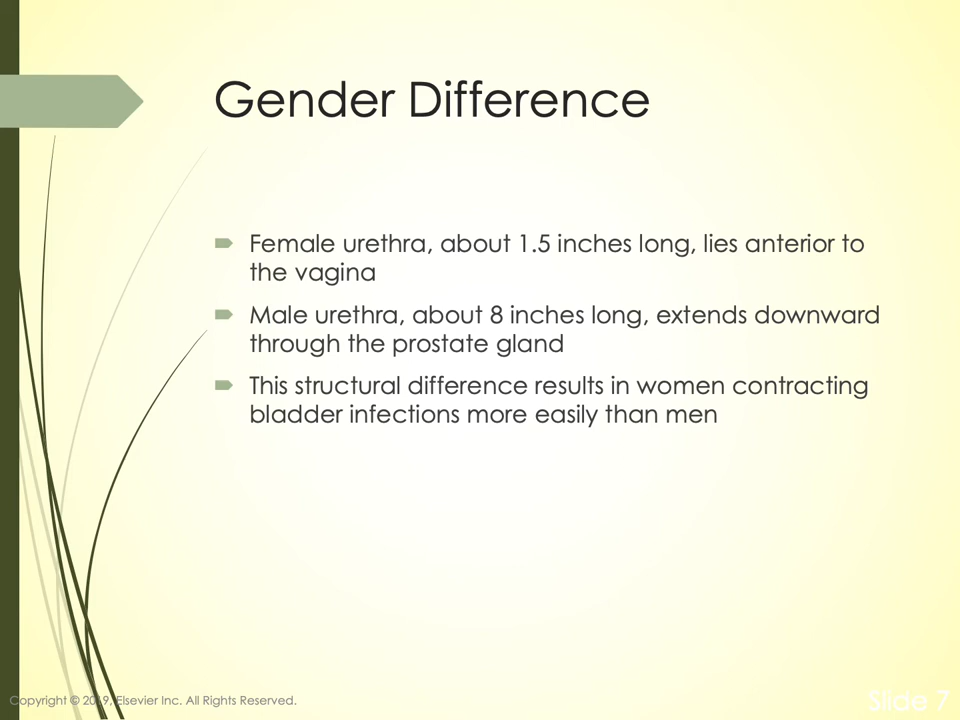 Gender Difference
Female urethra, about 1.5 inches long, lies anterior to
the vagina
Male urethra, about 8 inches long, extends downward
through the prostate gland
This structural difference results in women contracting
bladder infections more easily than men
Copyright © 2019, Elsevier Inc. All Rights Reserved.
Slide 7